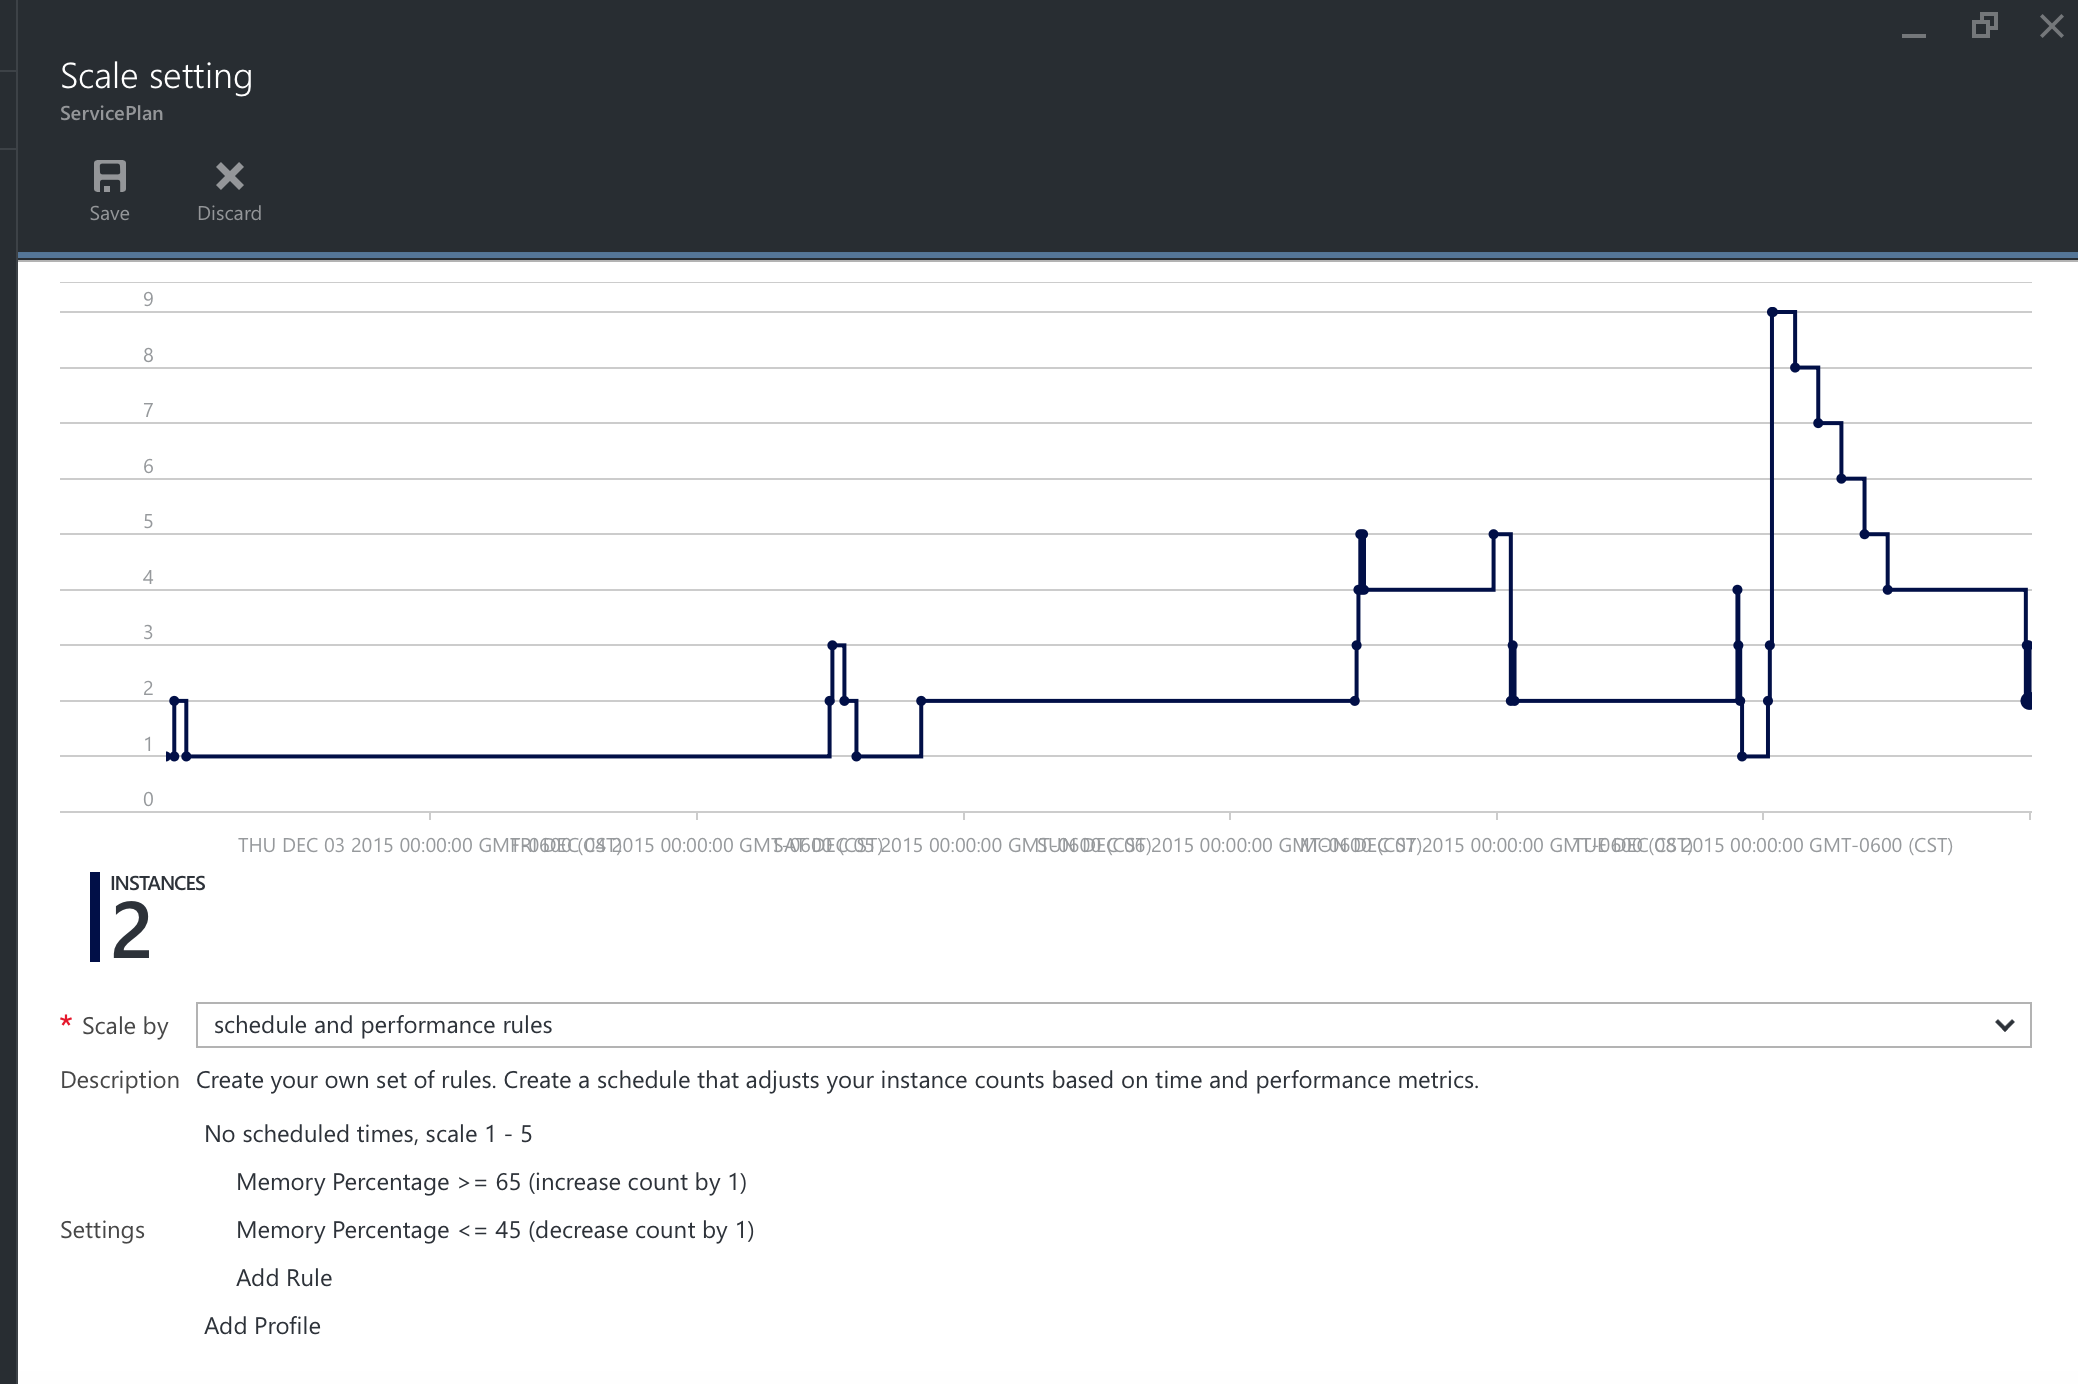 Scale setting
ServicePlan
Save Discard
9
8
7
6
5
4
3
2
1
0
THU DEC 03 2015 00:00:00 GMT-0600 (CST) FRI DEC 04 2015 00:00:00 GMT-0600 (CST) SAT DEC 05 2015 00:00:00 GMT-0600 (CST) SUN DEC 06 2015 00:00:00 GMT-0600 (CST) MON DEC 07 2015 00:00:00 GMT-0600 (CST) TUE DEC 08 2015 00:00:00 GMT-0600 (CST)
INSTANCES
2
* Scale by schedule and performance rules
Description Create your own set of rules. Create a schedule that adjusts your instance counts based on time and performance metrics.
No scheduled times, scale 1 - 5
Memory Percentage >= 65 (increase count by 1)
Settings Memory Percentage <= 45 (decrease count by 1)
Add Rule
Add Profile